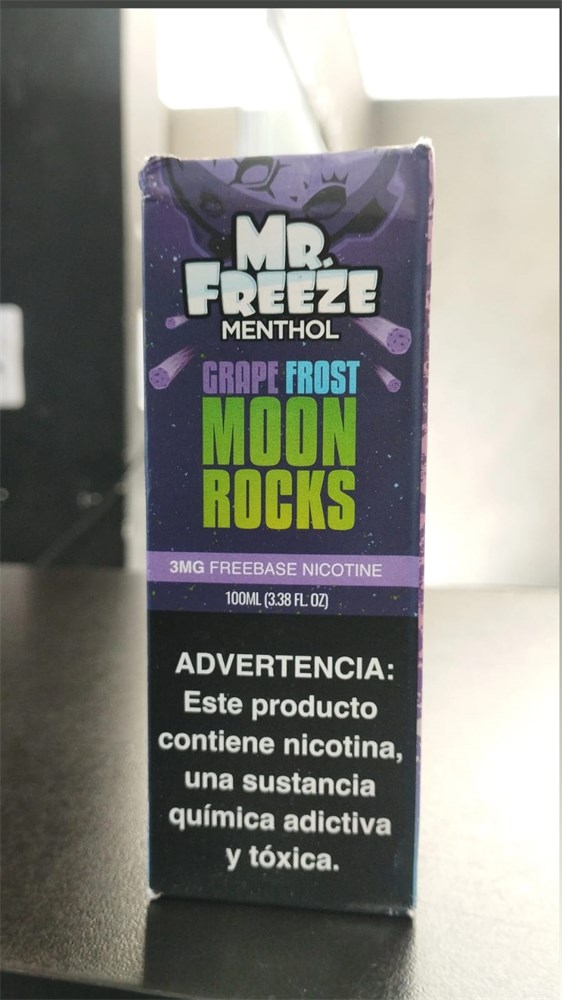 MR.
FREEZE
MENTHOL
GRAPE FROST
MOON
ROCKS
3MG FREEBASE NICOTINE
100ML (3.38 FL. OZ)
ADVERTENCIA:
Este producto
contiene nicotina,
una sustancia
química adictiva
y tóxica.